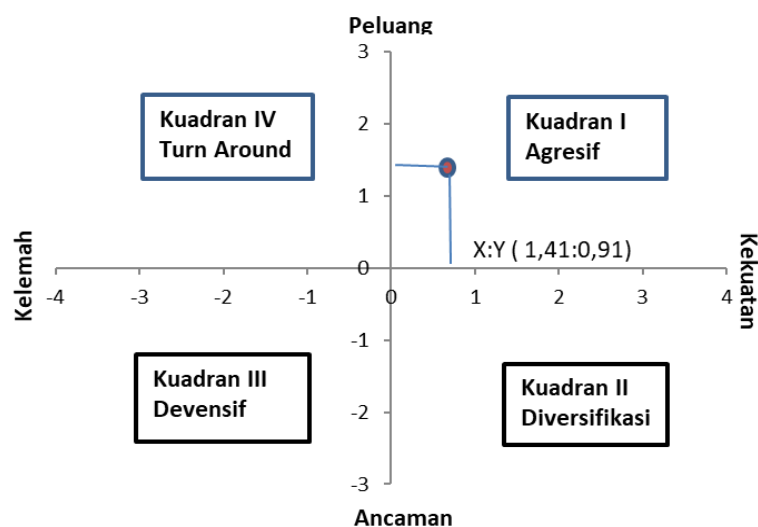 Peluang
3
Kuadran IV
Turn Around
Kuadran I
Agresif
2
1
X:Y ( 1,41:0,91)
0
Kelemah
Kekuatan
-4
-3
-2
-1
0
1
2
3
4
-1
Kuadran III
Devensif
Kuadran II
Diversifikasi
-2
-3
Ancaman